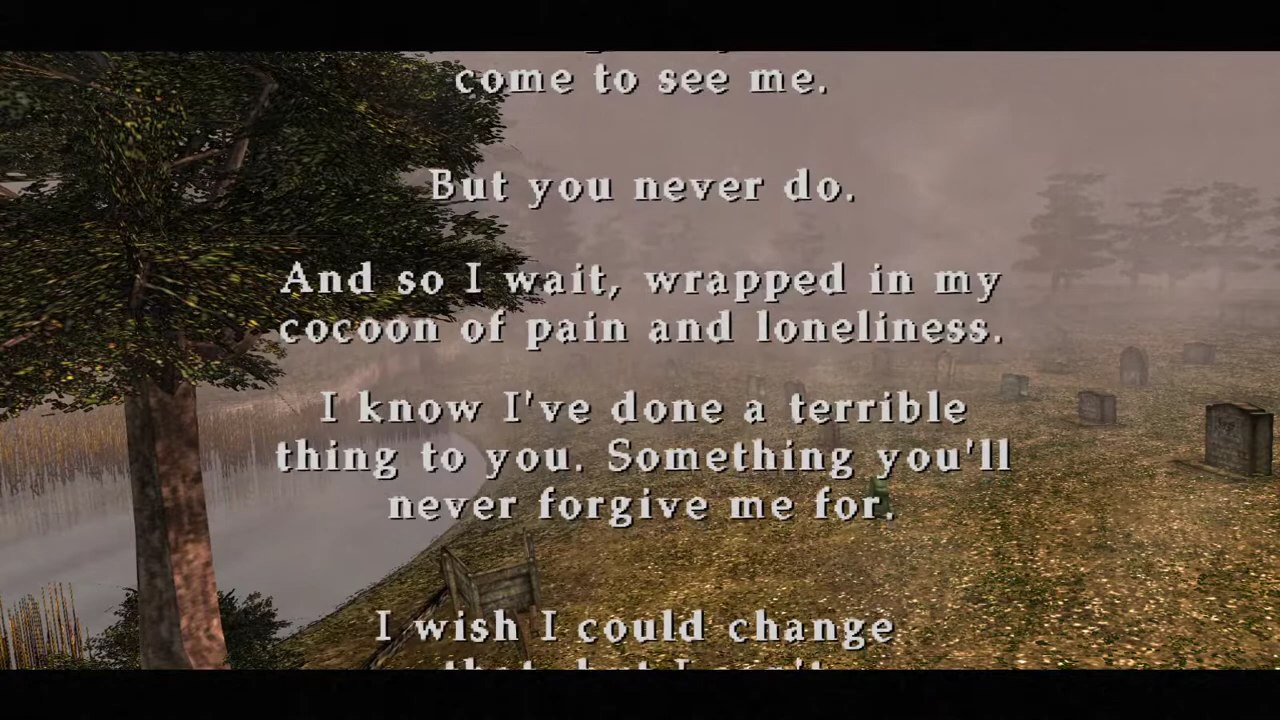 come to see me.
But you never do.
And so I wait, wrapped in my
cocoon of pain and loneliness.
I know I've done a terrible
thing to you. Something you'll
never forgive me for.
I wish I could change